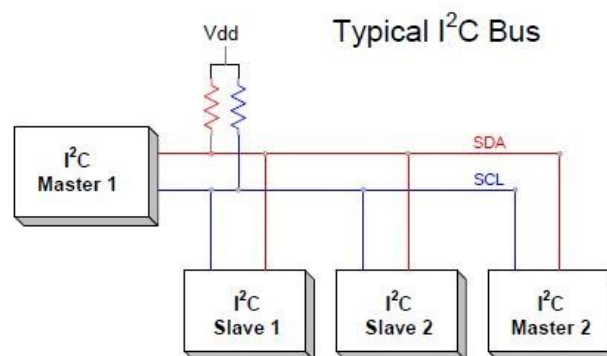 Typical I²C Bus
Vdd
SDA
SCL
I²C
Master 1
I²C
Slave 1
I²C
Slave 2
I²C
Master 2